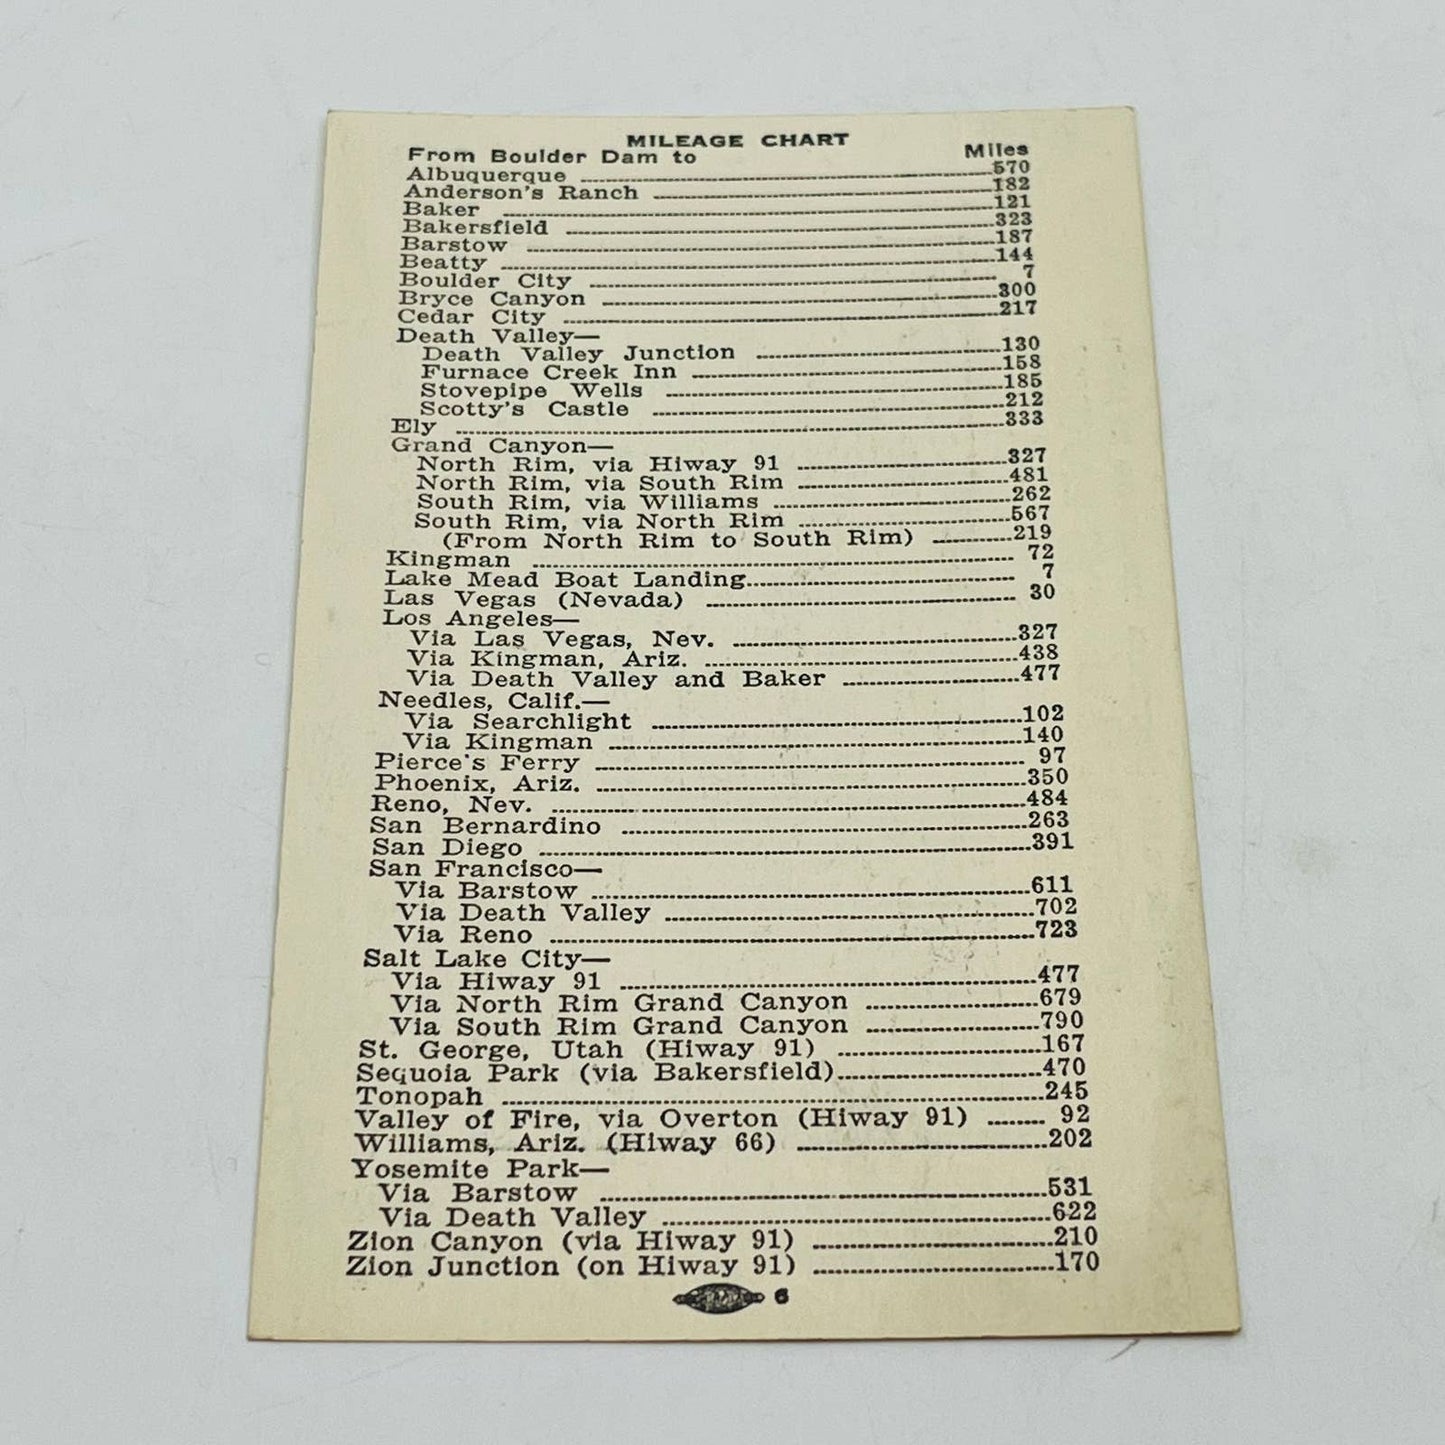 MILEAGE CHART
From Boulder Dam to Miles
Albuquerque 570
Anderson's Ranch 182
Baker 121
Bakersfield 323
Barstow 187
Beatty 144
Boulder City 7
Bryce Canyon 300
Cedar City 217
Death Valley—
Death Valley Junction 130
Furnace Creek Inn 158
Stovepipe Wells 185
Scotty's Castle 212
Ely 333
Grand Canyon—
North Rim, via Hiway 91 327
North Rim, via South Rim 481
South Rim, via Williams 262
South Rim, via North Rim 567
(From North Rim to South Rim) 219
Kingman 72
Lake Mead Boat Landing 7
Las Vegas (Nevada) 30
Los Angeles—
Via Las Vegas, Nev. 327
Via Kingman, Ariz. 438
Via Death Valley and Baker 477
Needles, Calif.—
Via Searchlight 102
Via Kingman 140
Pierce's Ferry 97
Phoenix, Ariz. 350
Reno, Nev. 484
San Bernardino 263
San Diego 391
San Francisco—
Via Barstow 611
Via Death Valley 702
Via Reno 723
Salt Lake City—
Via Hiway 91 477
Via North Rim Grand Canyon 679
Via South Rim Grand Canyon 790
St. George, Utah (Hiway 91) 167
Sequoia Park (via Bakersfield) 470
Tonopah 245
Valley of Fire, via Overton (Hiway 91) 92
Williams, Ariz. (Hiway 66) 202
Yosemite Park—
Via Barstow 531
Via Death Valley 622
Zion Canyon (via Hiway 91) 210
Zion Junction (on Hiway 91) 170
6